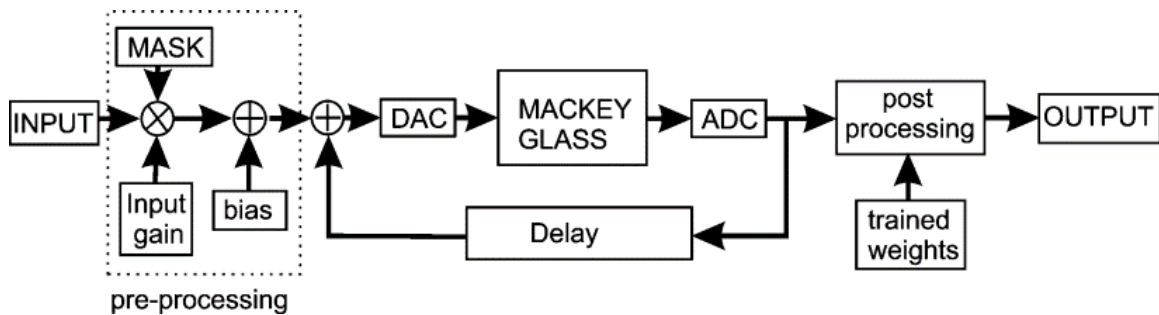 MASK
INPUT
Input
gain
bias
pre-processing
DAC
MACKEY
GLASS
ADC
Delay
post
processing
trained
weights
OUTPUT